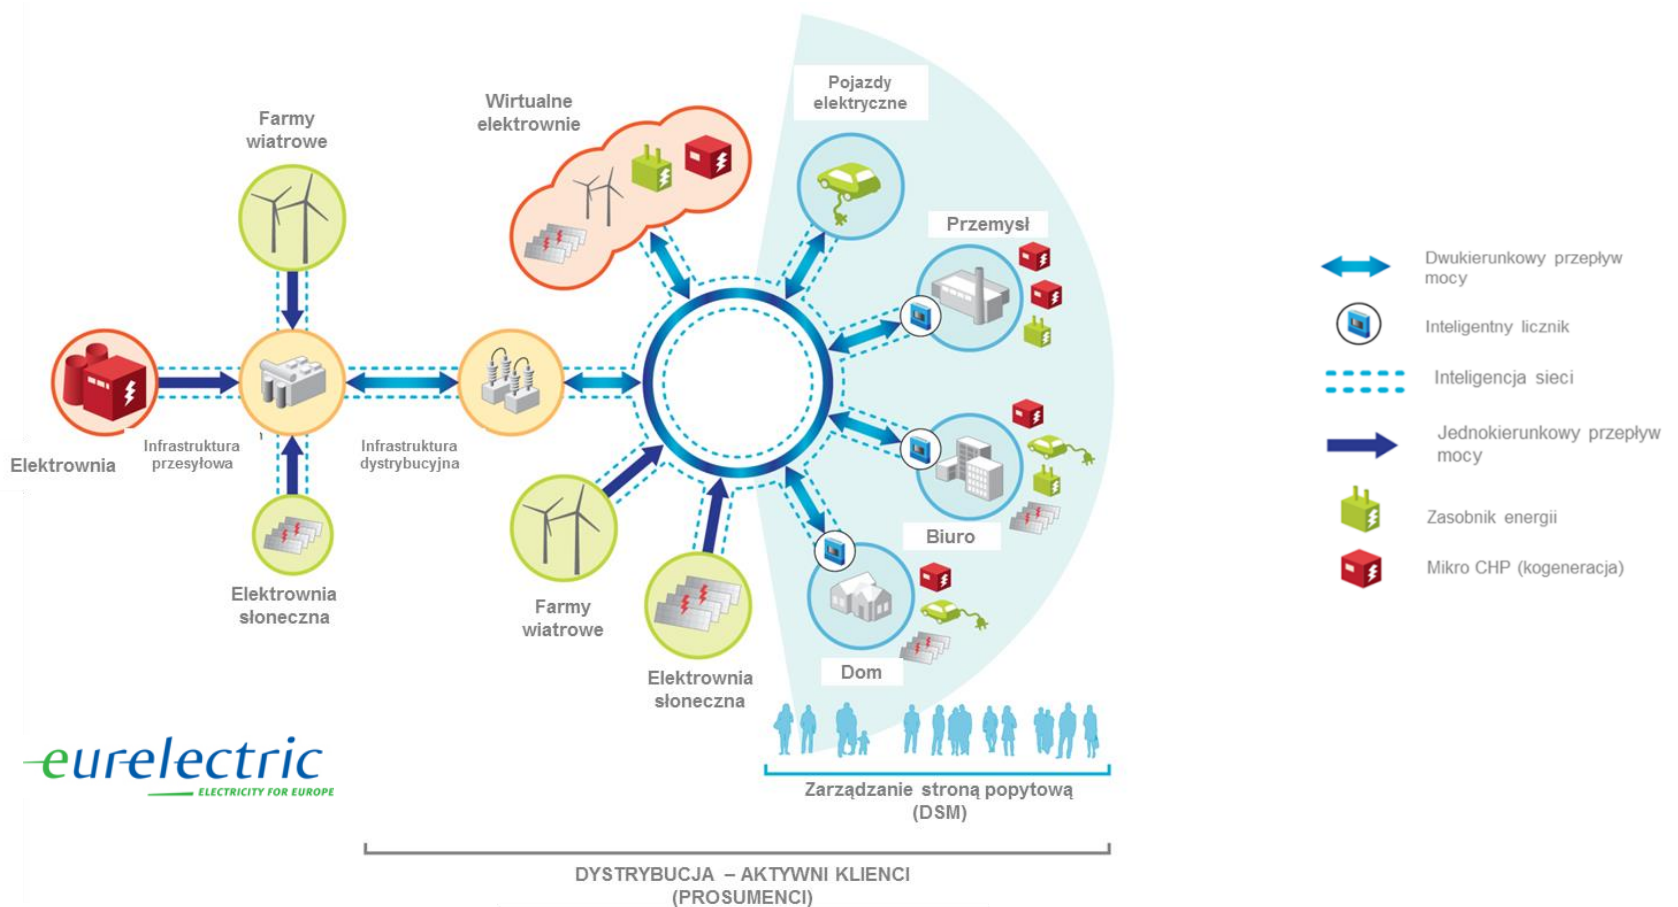 Farmy
wiatrowe
Wirtualne
elektrownie
Pojazdy
elektryczne
Przemysł
Elektrownia
Infrastruktura
przesyłowa
Infrastruktura
dystrybucyjna
Elektrownia
słoneczna
Farmy
wiatrowe
Elektrownia
słoneczna
Biuro
Dom
Dwukierunkowy przepływ
mocy
Inteligentny licznik
Inteligencja sieci
Jednokierunkowy przepływ
mocy
Zasobnik energii
Mikro CHP (kogeneracja)
eurelectric
ELECTRICITY FOR EUROPE
Zarządzanie stroną popytową
(DSM)
DYSTRYBUCJA – AKTYWNI KLIENCI
(PROSUMENCI)